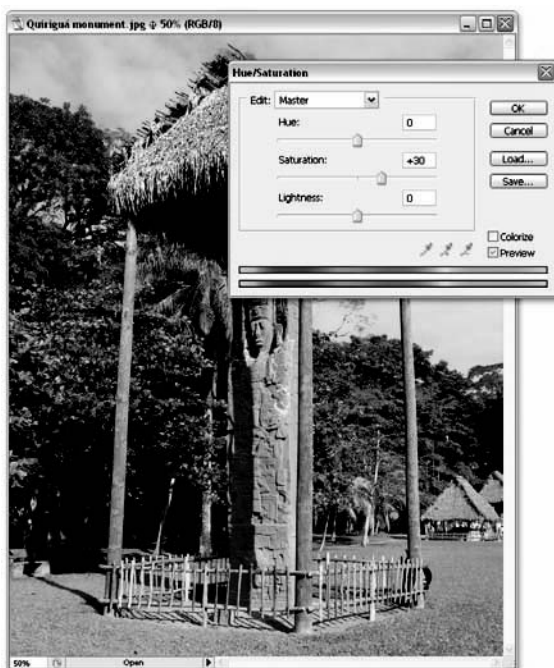 Quiriguá monument.jpg @ 50% (RGB/8)
Hue/Saturation
Edit: Master
OK
Hue: 0
Cancel
Saturation: +30
Load...
Save...
Lightness: 0
Colorize
Preview
50% Open